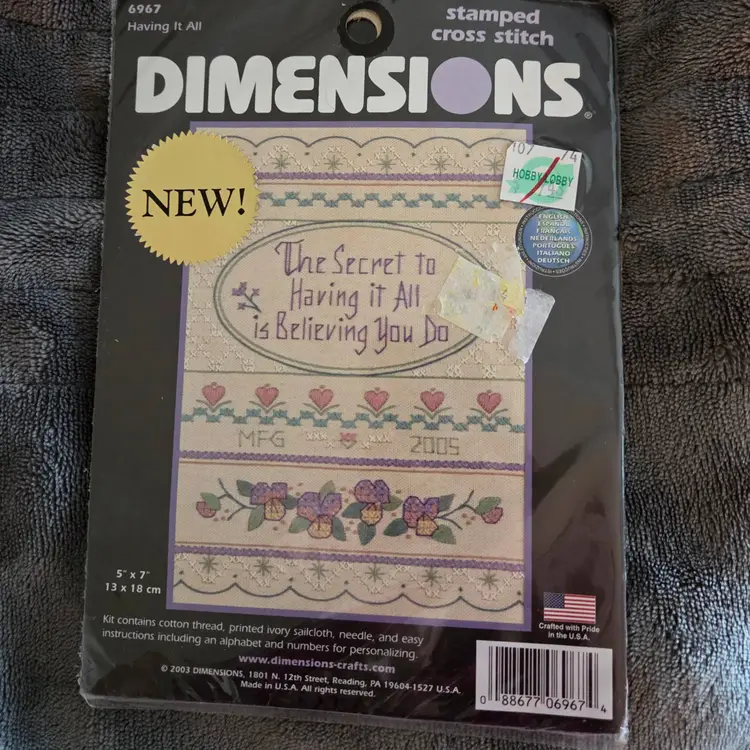 6967
Having It All
stamped
cross stitch
DIMENSIONS®
NEW!
HOBBY LOBBY
ENGLISH
ESPAÑOL
FRANÇAIS
NEDERLANDS
PORTUGUÊS
ITALIANO
DEUTSCH
The Secret to
Having it All
is Believing You Do
MFG 2005
5" x 7"
13 x 18 cm
Crafted with Pride
in the U.S.A.
Kit contains cotton thread, printed ivory sailcloth, needle, and easy
instructions including an alphabet and numbers for personalizing.
www.dimensions-crafts.com
© 2003 DIMENSIONS, 1801 N. 12th Street, Reading, PA 19604-1527 U.S.A.
Made in U.S.A. All rights reserved.
0 88677 06967 4